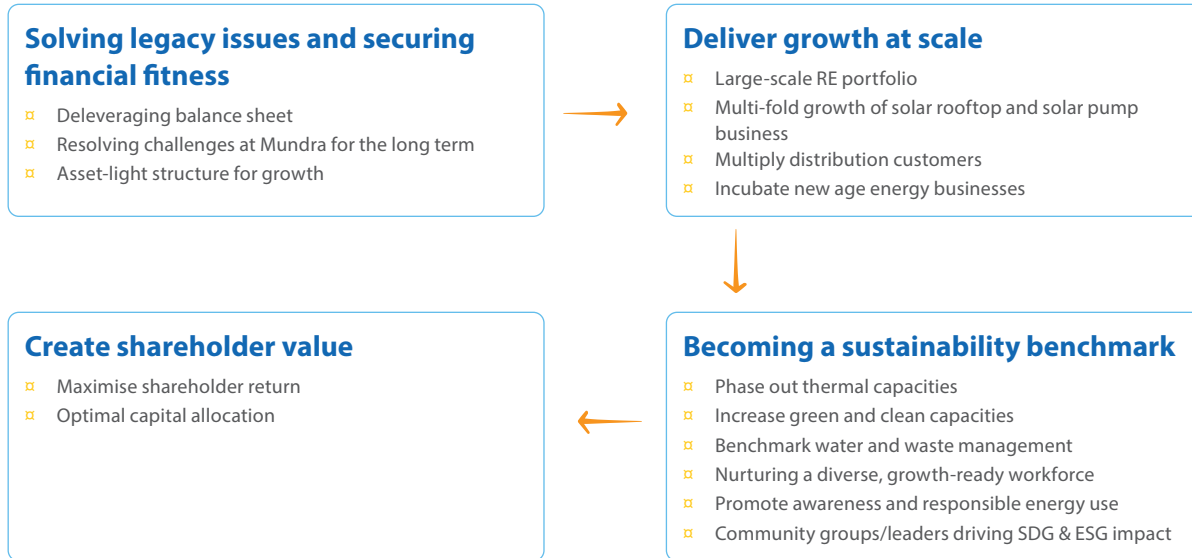 Solving legacy issues and securing
financial fitness
¤ Deleveraging balance sheet
¤ Resolving challenges at Mundra for the long term
¤ Asset-light structure for growth
Deliver growth at scale
¤ Large-scale RE portfolio
¤ Multi-fold growth of solar rooftop and solar pump
business
¤ Multiply distribution customers
¤ Incubate new age energy businesses
Becoming a sustainability benchmark
¤ Phase out thermal capacities
¤ Increase green and clean capacities
¤ Benchmark water and waste management
¤ Nurturing a diverse, growth-ready workforce
¤ Promote awareness and responsible energy use
¤ Community groups/leaders driving SDG & ESG impact
Create shareholder value
¤ Maximise shareholder return
¤ Optimal capital allocation